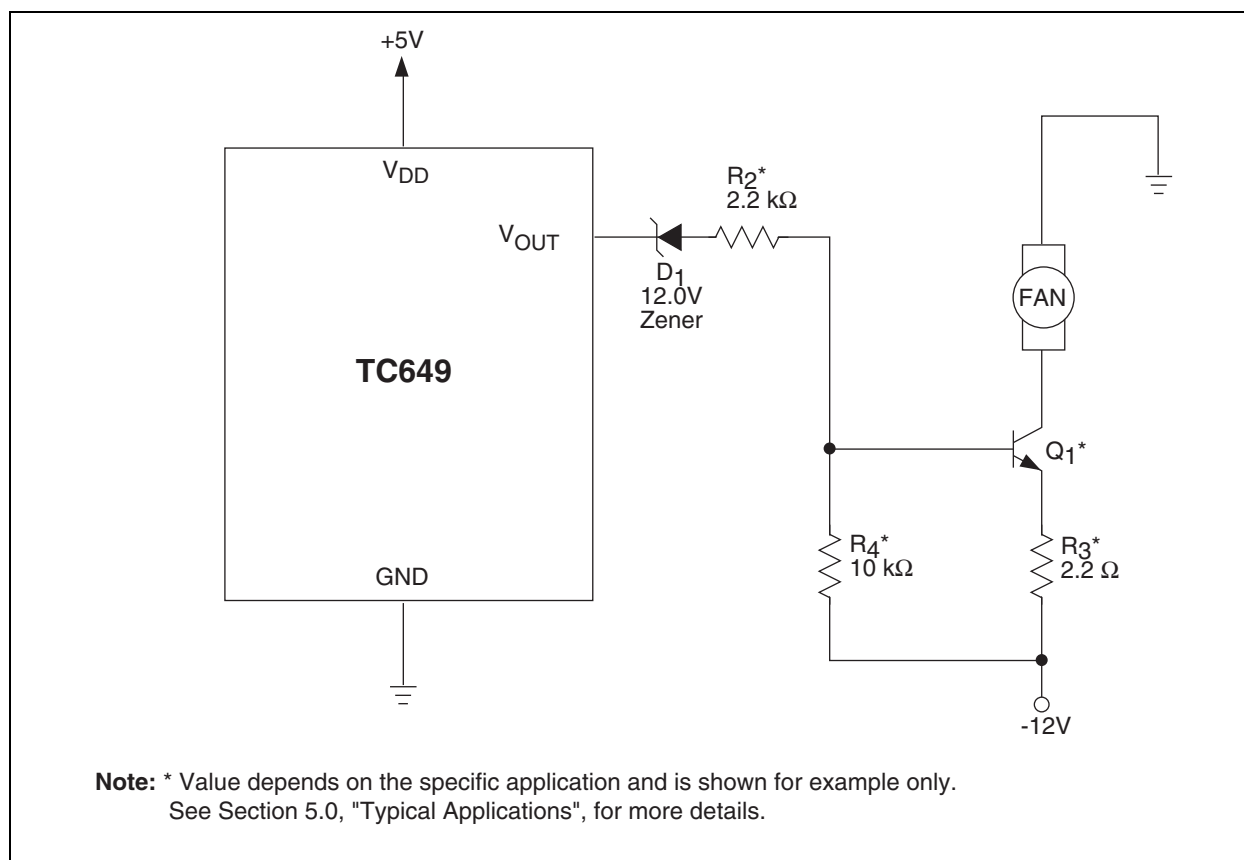 +5V
VDD
R2*
2.2 kΩ
VOUT
D1
12.0V
Zener
FAN
TC649
Q1*
R4*
10 kΩ
R3*
2.2 Ω
GND
-12V
Note: * Value depends on the specific application and is shown for example only.
See Section 5.0, "Typical Applications", for more details.